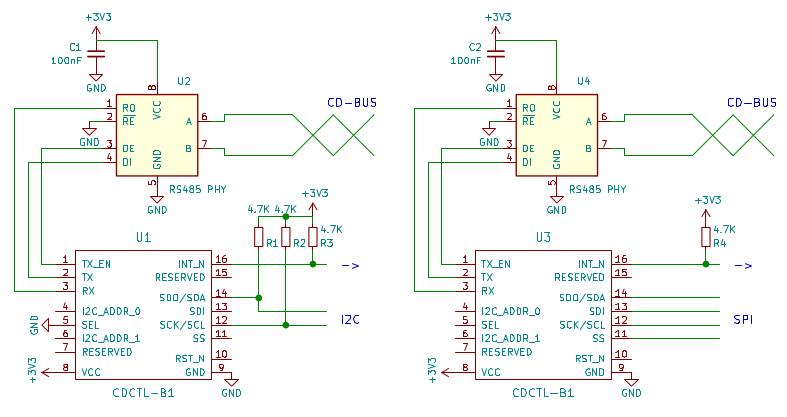 +3V3
C1
100nF
GND
U2
8
VCC
1 RO
2 RE
GND
3 DE
4 DI
A 6
B 7
GND
5
CD-BUS
RS485 PHY
GND
4.7K 4.7K
+3V3
4.7K
R1 R2 R3
U1
1 TX_EN
2 TX
3 RX
4 I2C_ADDR_0
GND
5 SEL
6 I2C_ADDR_1
7 RESERVED
+3V3
8 VCC
INT_N 16
RESERVED 15
SDO/SDA 14
SDI 13
SCK/SCL 12
SS 11
RST_N 10
GND 9
->
I2C
GND
CDCTL-B1
+3V3
C2
100nF
GND
U4
8
VCC
1 RO
2 RE
GND
3 DE
4 DI
A 6
B 7
GND
5
CD-BUS
RS485 PHY
GND
+3V3
4.7K
R4
U3
1 TX_EN
2 TX
3 RX
4 I2C_ADDR_0
5 SEL
6 I2C_ADDR_1
7 RESERVED
+3V3
8 VCC
INT_N 16
RESERVED 15
SDO/SDA 14
SDI 13
SCK/SCL 12
SS 11
RST_N 10
GND 9
->
SPI
GND
CDCTL-B1